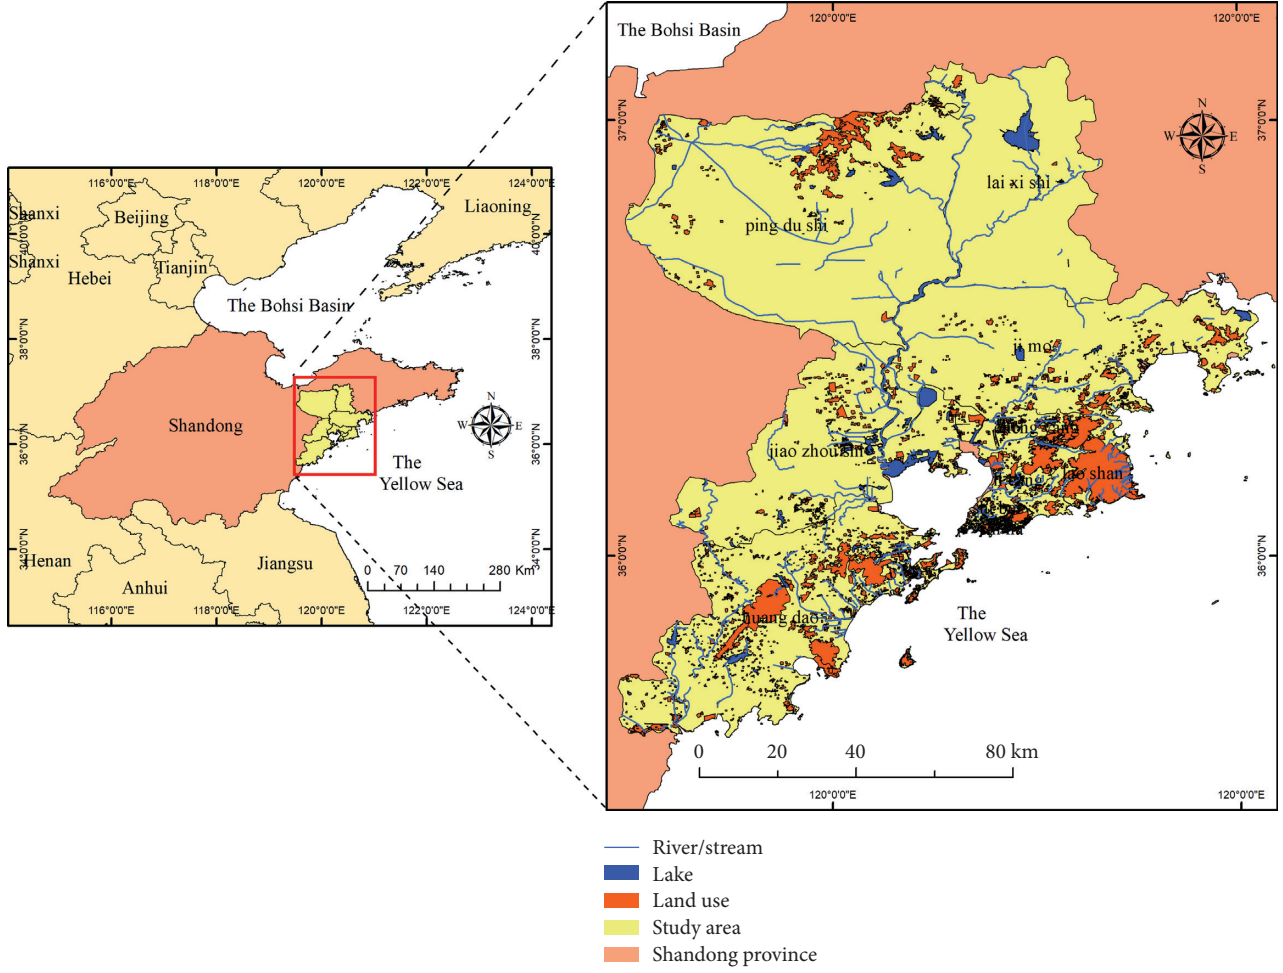 The Bohsi Basin
120°0'0"E
120°0'0"E
37°0'0"N
37°0'0"N
N
W
E
S
lai xi shi
ping du shi
ji mo
jiao zhou shi
lao shan
huang dao
The
Yellow Sea
36°0'0"N
36°0'0"N
0
20
40
80 km
120°0'0"E
120°0'0"E
116°0'0"E
118°0'0"E
120°0'0"E
122°0'0"E
124°0'0"E
Shanxi
Beijing
Liaoning
40°0'0"N
40°0'0"N
Shanxi
Hebei
Tianjin
The Bohsi Basin
38°0'0"N
38°0'0"N
Shandong
N
W
E
S
36°0'0"N
36°0'0"N
The
Yellow Sea
34°0'0"N
34°0'0"N
Henan
Anhui
Jiangsu
0
70
140
280 Km
116°0'0"E
118°0'0"E
120°0'0"E
122°0'0"E
124°0'0"E
River/stream
Lake
Land use
Study area
Shandong province